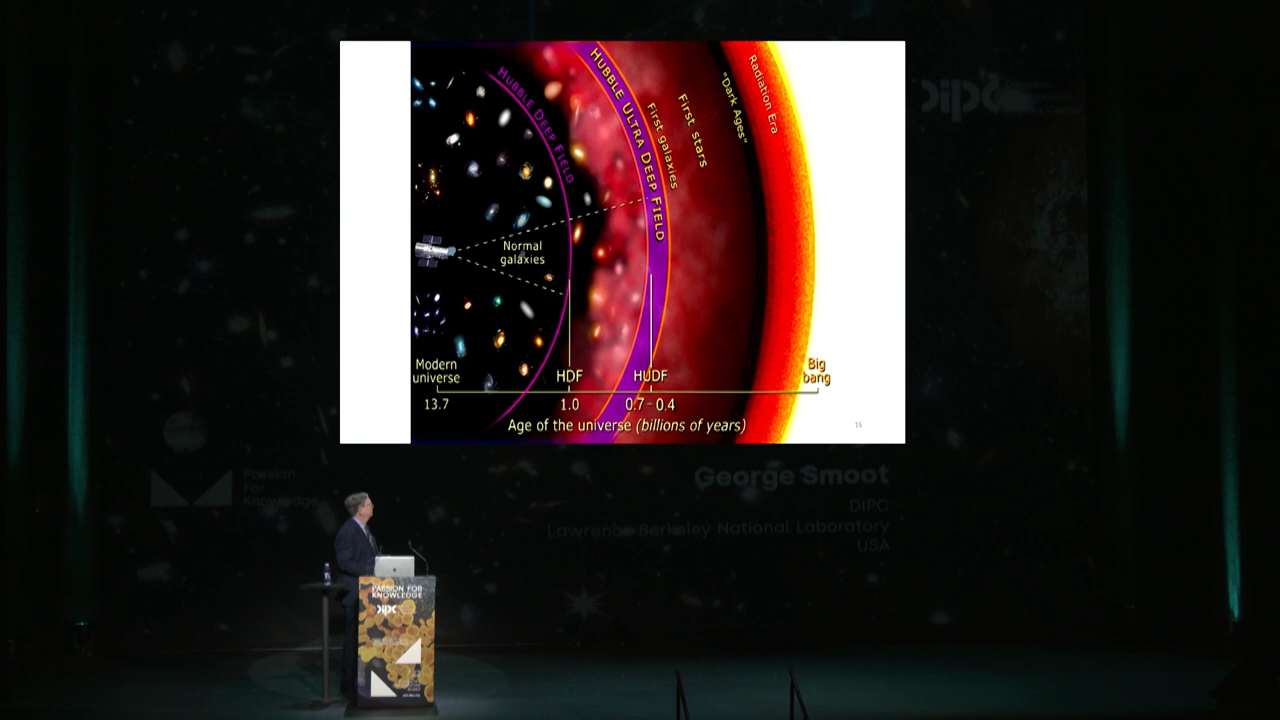 HUBBLE DEEP FIELD
HUBBLE ULTRA DEEP FIELD
First galaxies
First stars
"Dark Ages"
Radiation Era
Normal
galaxies
Modern
universe
HDF
HUDF
Big
bang
13.7
1.0
0.7 - 0.4
Age of the universe (billions of years)
15
dipc
Passion
For
Knowledge
George Smoot
DIPC
Lawrence Berkeley National Laboratory
USA
PASSION FOR
KNOWLEDGE
dipc